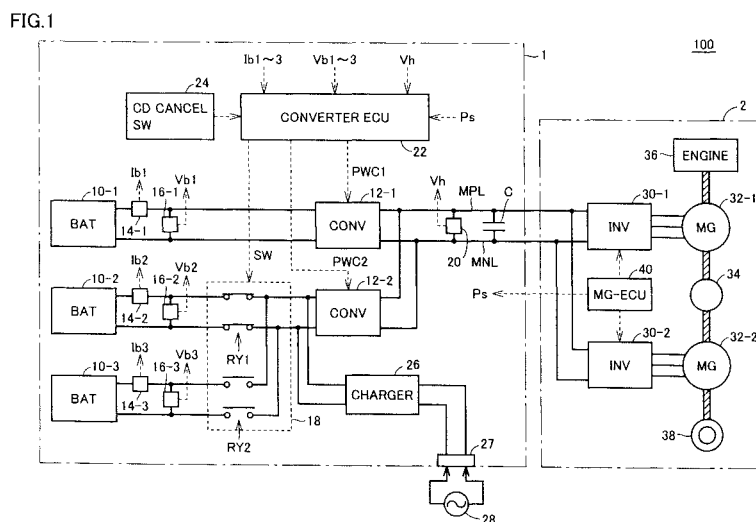 FIG.1
100
1
Ib1~3 Vb1~3 Vh
24
CD CANCEL
SW
CONVERTER ECU
Ps
22
2
36
ENGINE
PWC1
Ib1
10-1
16-1
Vb1
12-1
Vh
MPL
C
30-1
32-1
BAT
CONV
INV
MG
14-1
SW
PWC2
20
MNL
Ib2
10-2
16-2
Vb2
12-2
40
34
Ps
MG-ECU
BAT
CONV
14-2
RY1
30-2
32-2
Ib3
10-3
16-3
Vb3
26
INV
MG
BAT
CHARGER
14-3
18
RY2
27
38
28